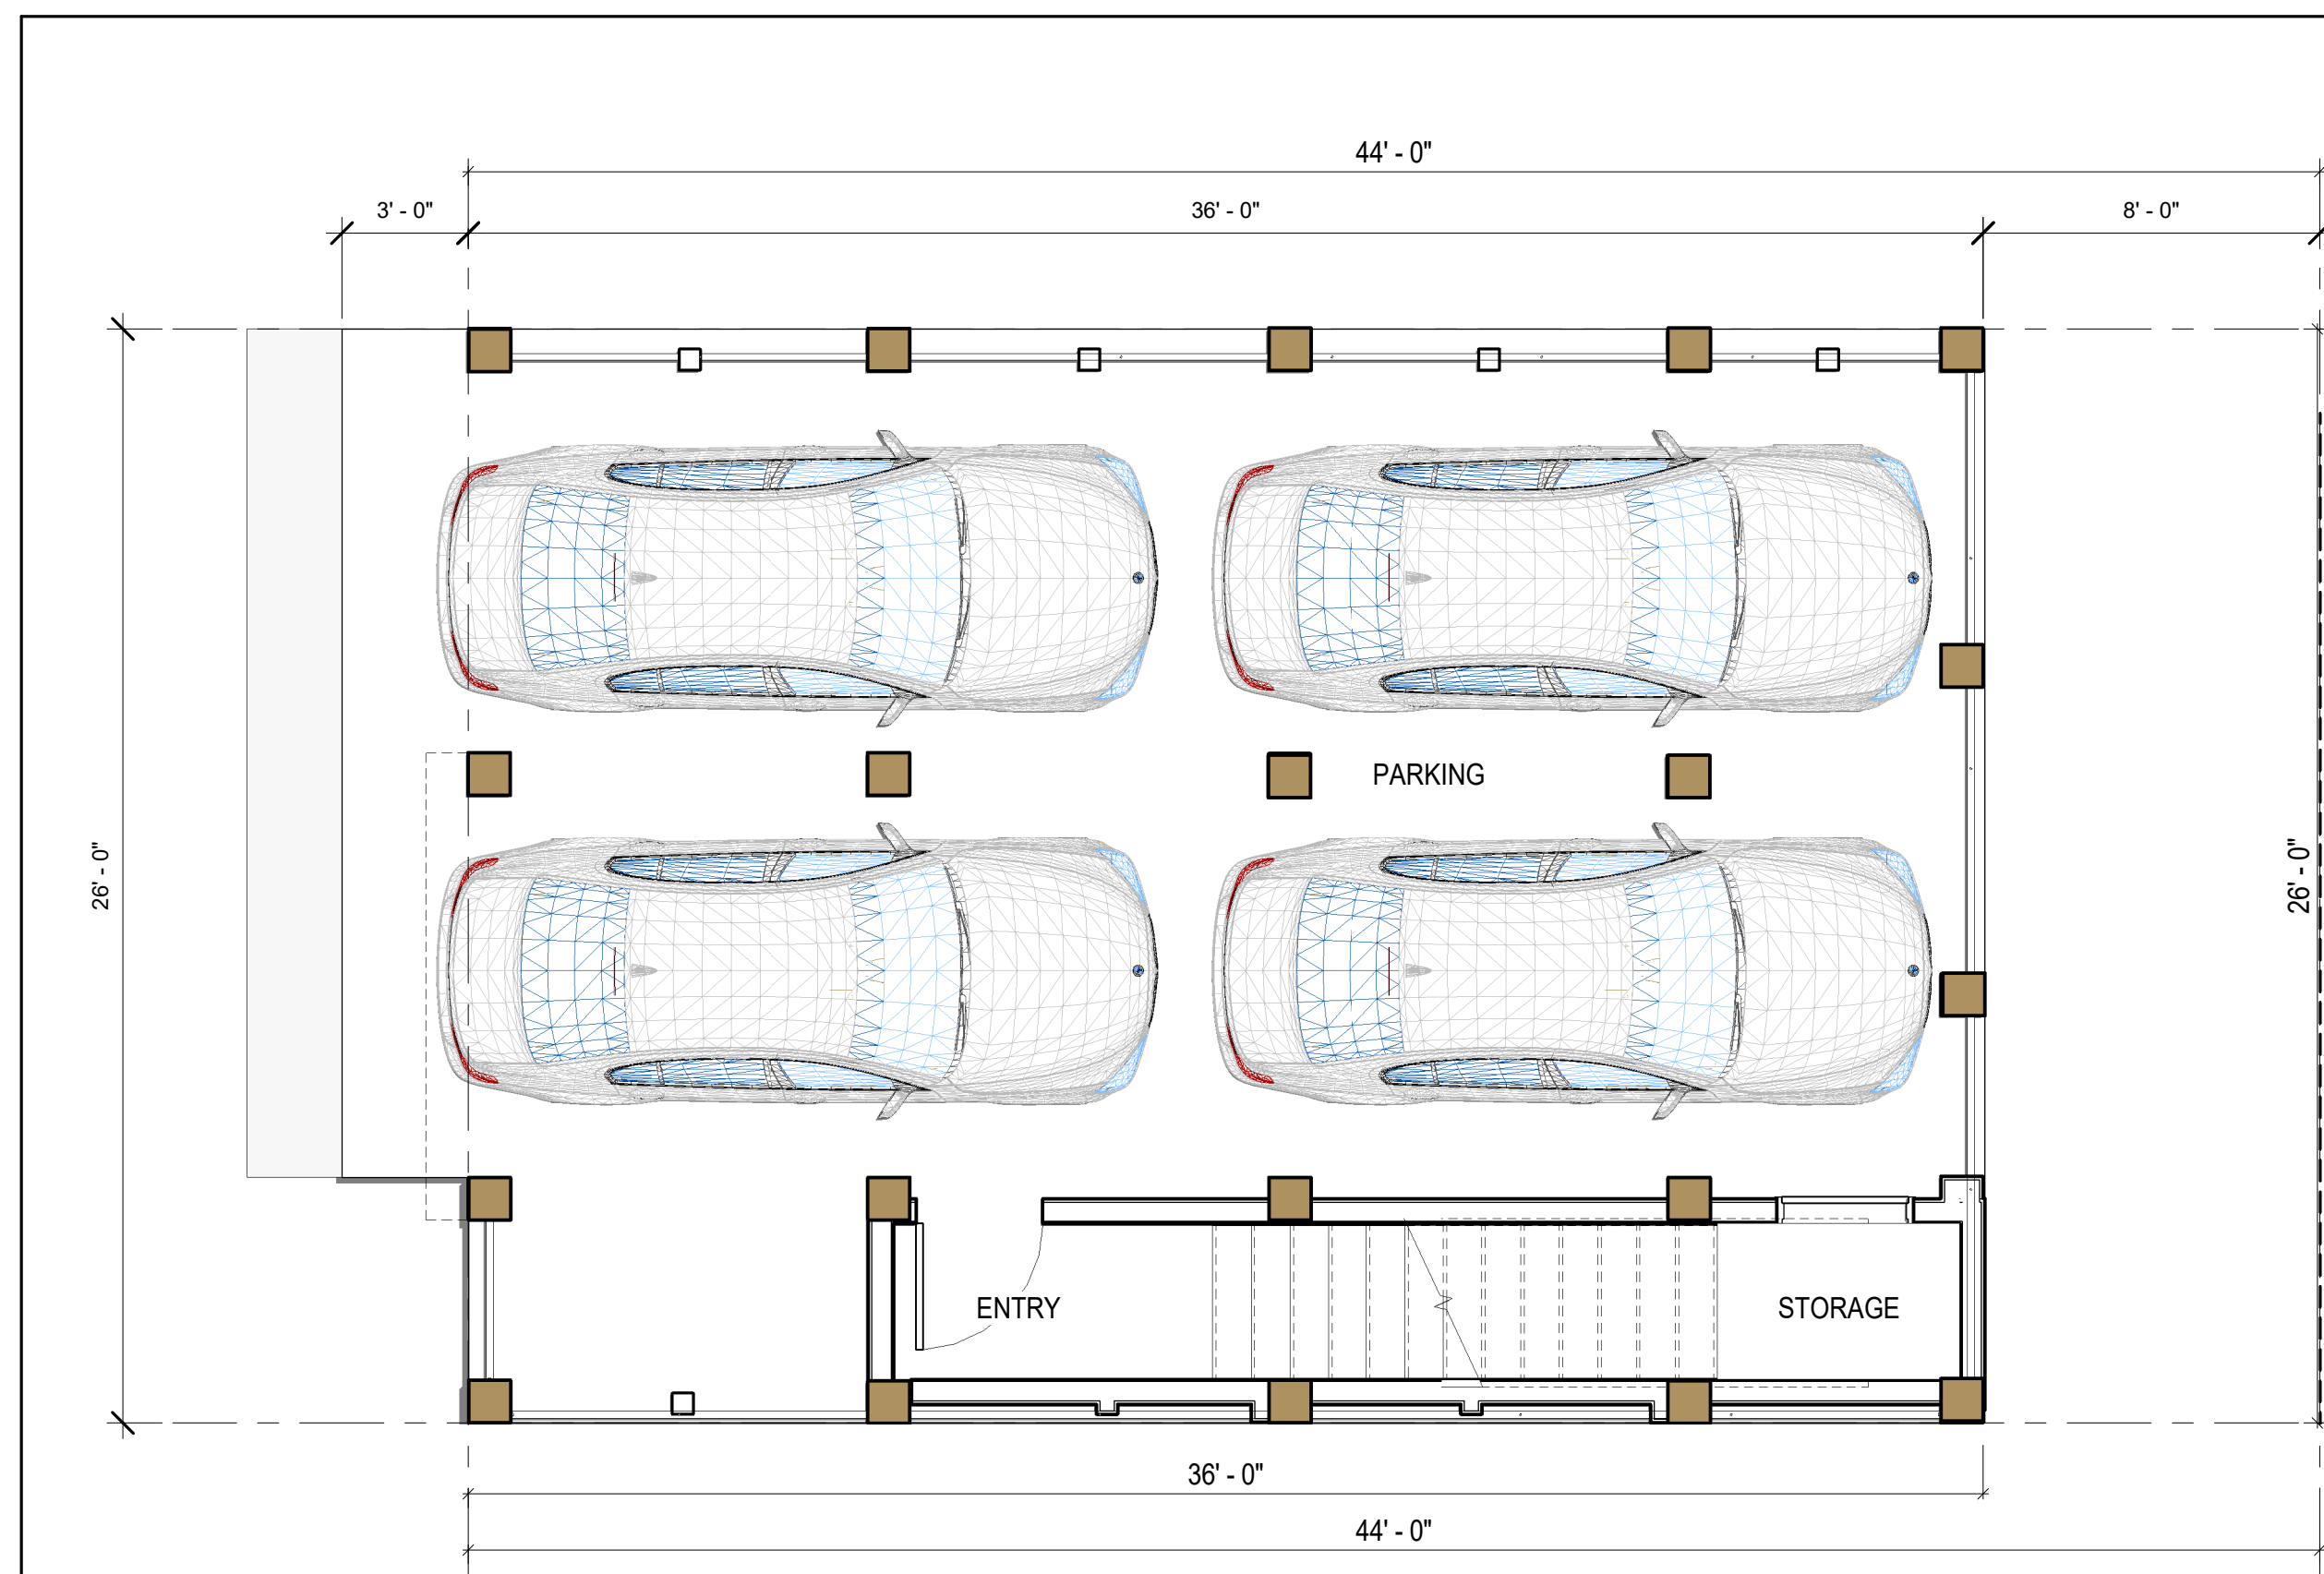 44' - 0"
3' - 0"
36' - 0"
8' - 0"
PARKING
26' - 0"
26' - 0"
ENTRY
STORAGE
36' - 0"
44' - 0"